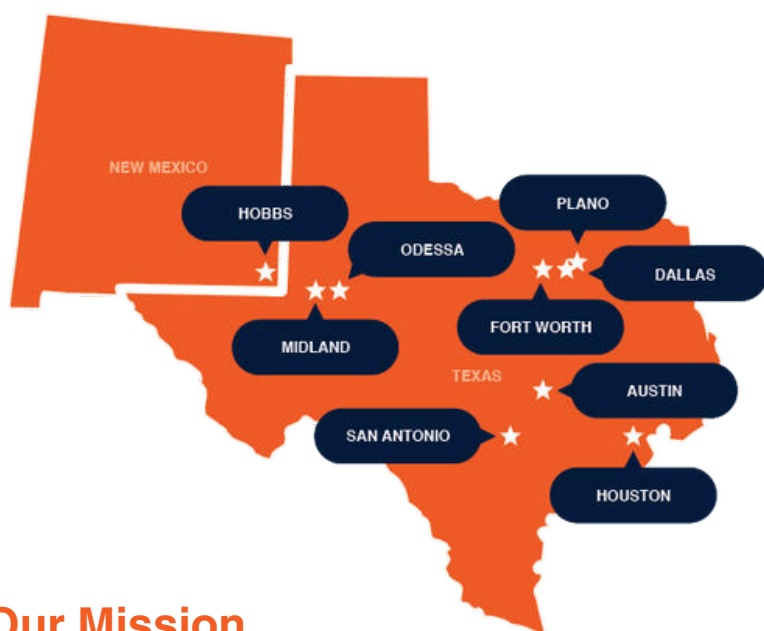 NEW MEXICO
HOBBS
PLANO
ODESSA
DALLAS
FORT WORTH
MIDLAND
TEXAS
AUSTIN
SAN ANTONIO
HOUSTON
Our Mission